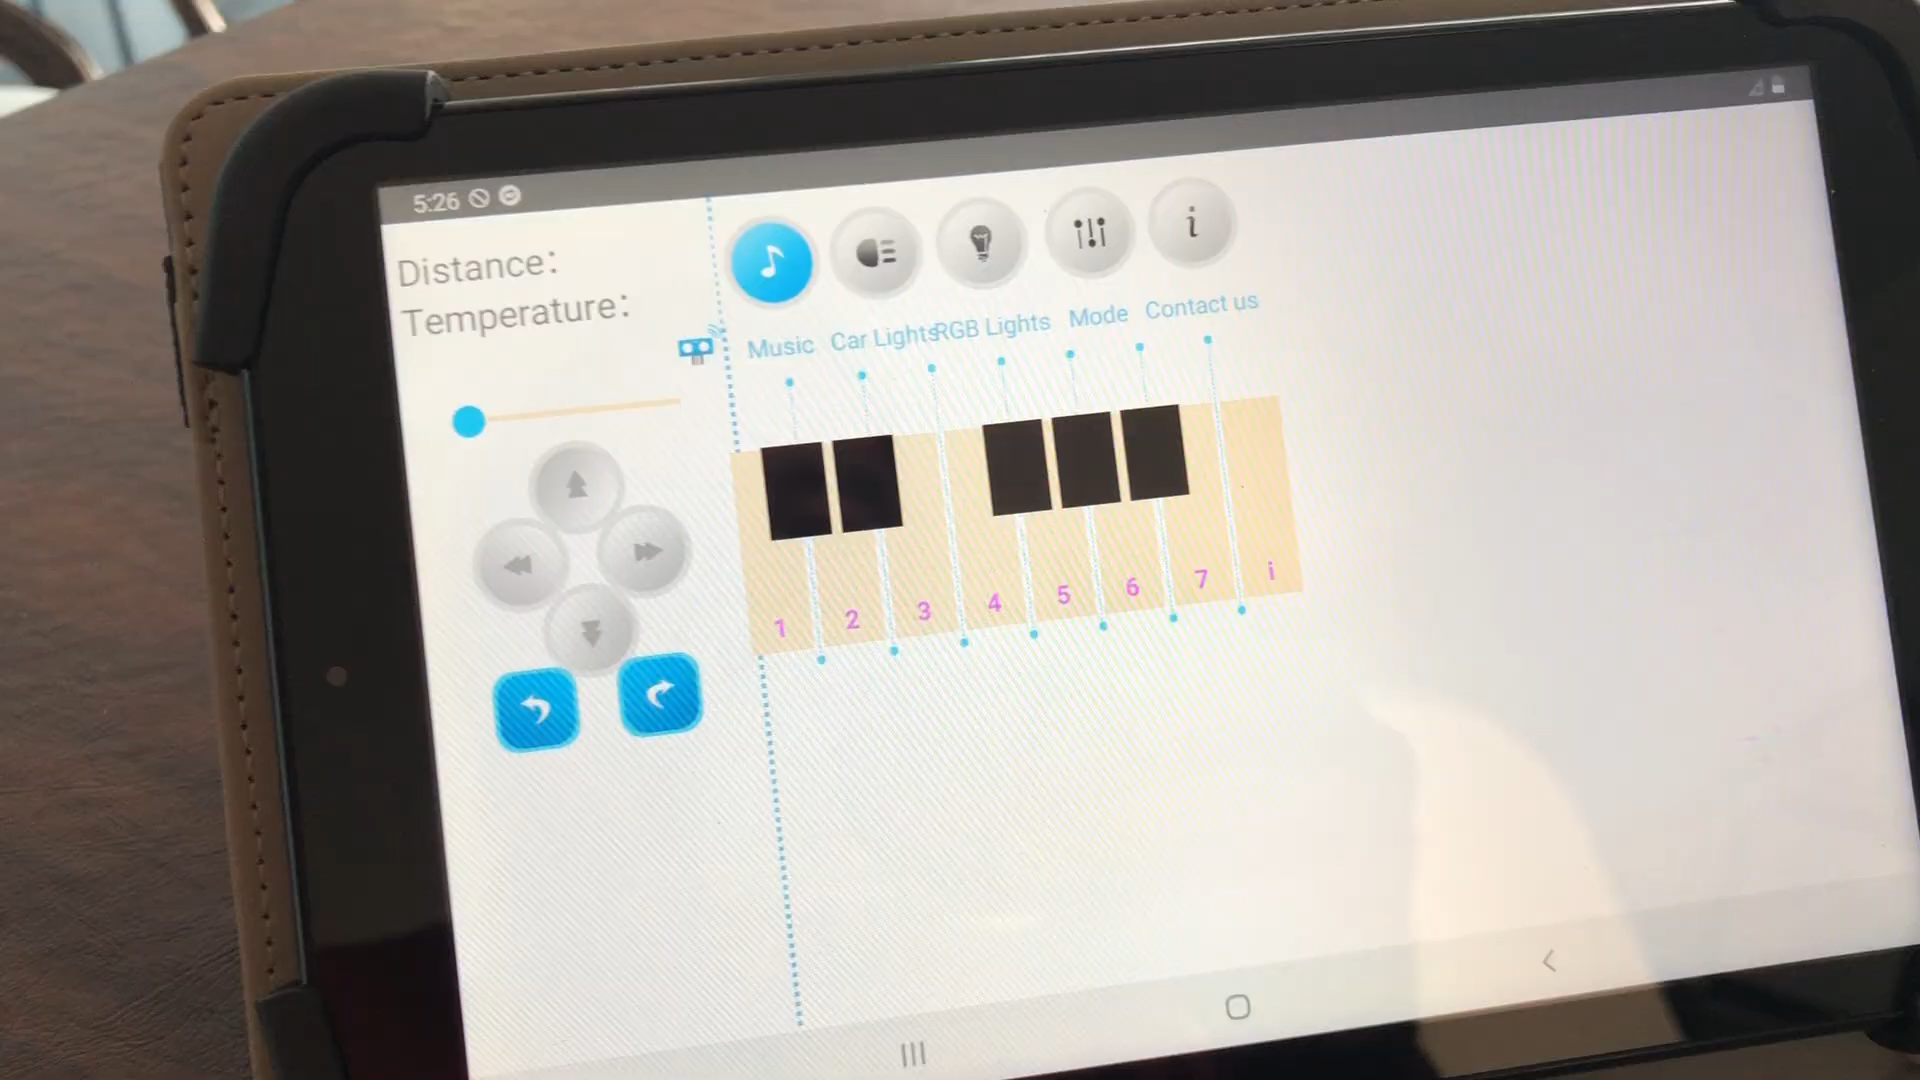 5:26
Distance:
Temperature:
Music Car Lights RGB Lights Mode Contact us
1 2 3 4 5 6 7 i